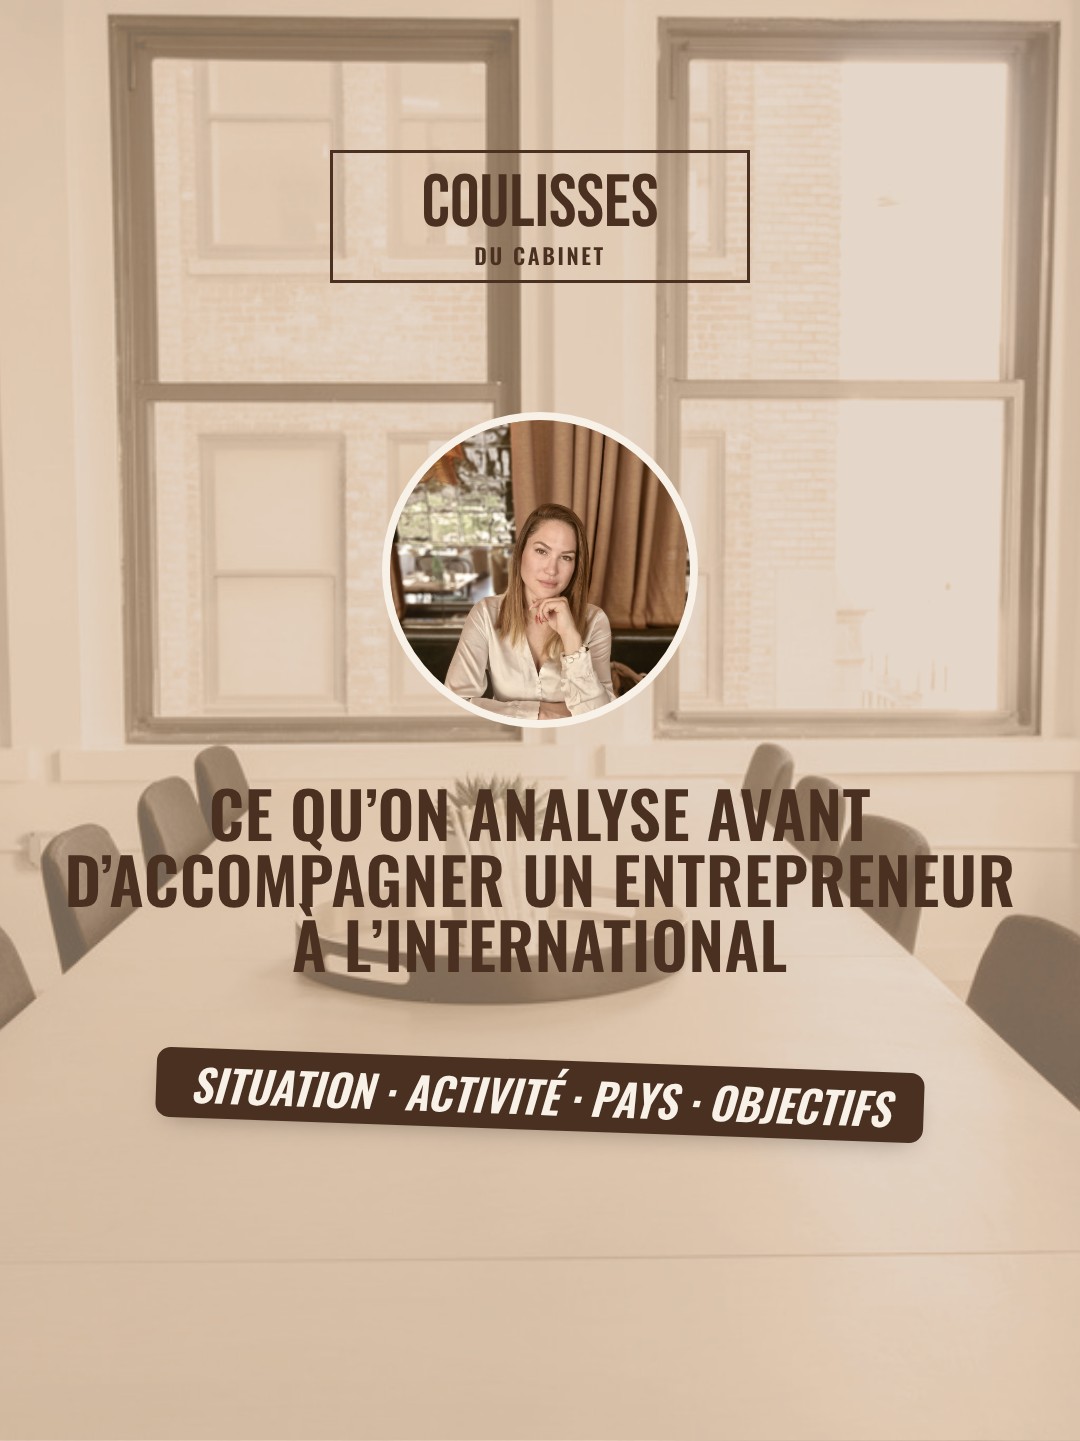 COULISSES
DU CABINET
CE QU’ON ANALYSE AVANT
D’ACCOMPAGNER UN ENTREPRENEUR
À L’INTERNATIONAL
SITUATION · ACTIVITÉ · PAYS · OBJECTIFS